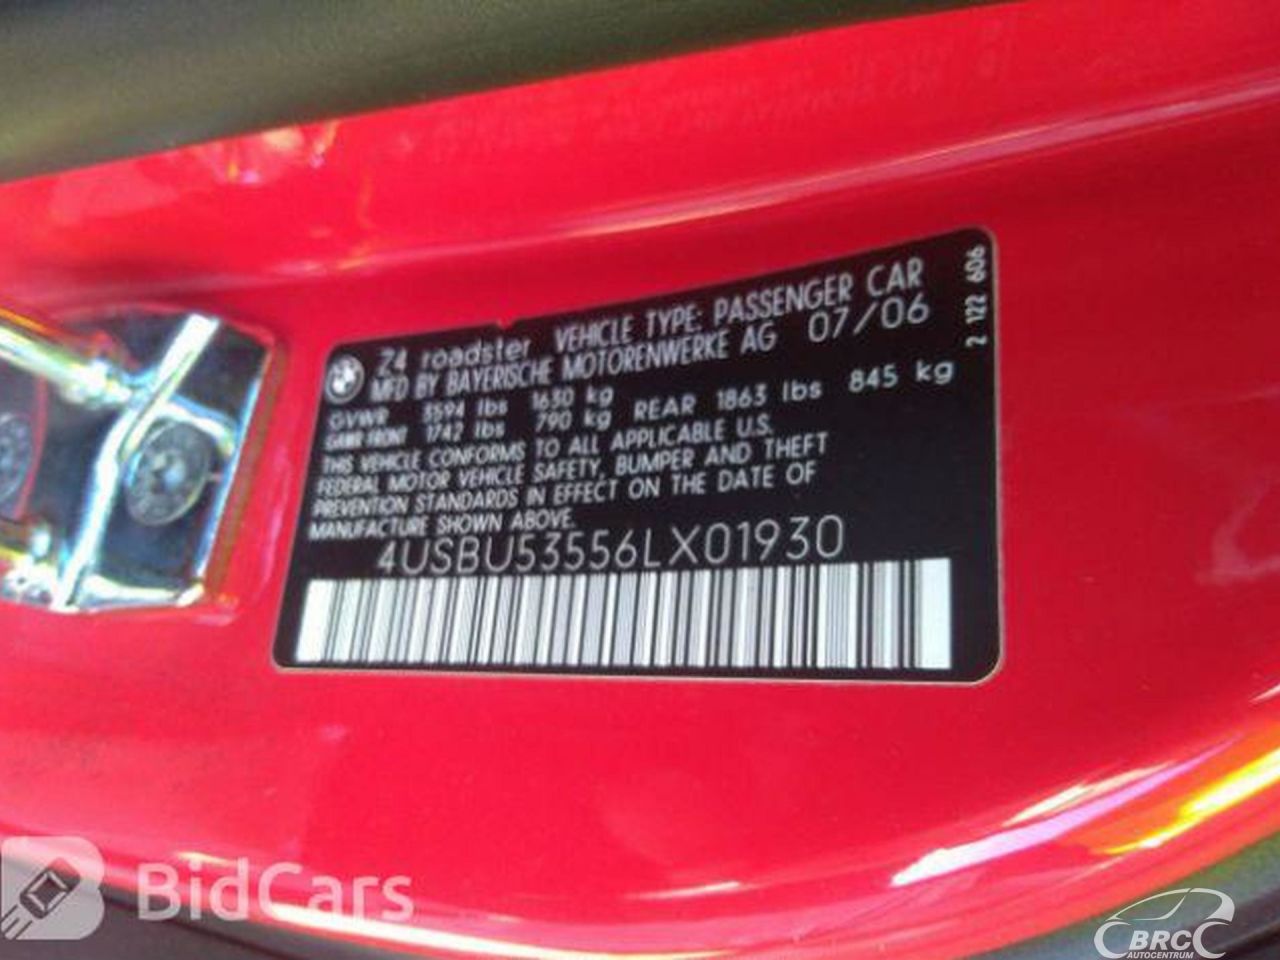 Z4 roadster VEHICLE TYPE: PASSENGER CAR
MFD BY BAYERISCHE MOTORENWERKE AG 07/06
GVWR 3594 lbs 1630 kg
GAWR FRONT 1742 lbs 790 kg REAR 1863 lbs 845 kg
THIS VEHICLE CONFORMS TO ALL APPLICABLE U.S.
FEDERAL MOTOR VEHICLE SAFETY, BUMPER AND THEFT
PREVENTION STANDARDS IN EFFECT ON THE DATE OF
MANUFACTURE SHOWN ABOVE.
4USBU53556LX01930
2 122 606
BidCars
BRC
AUTOCENTRUM